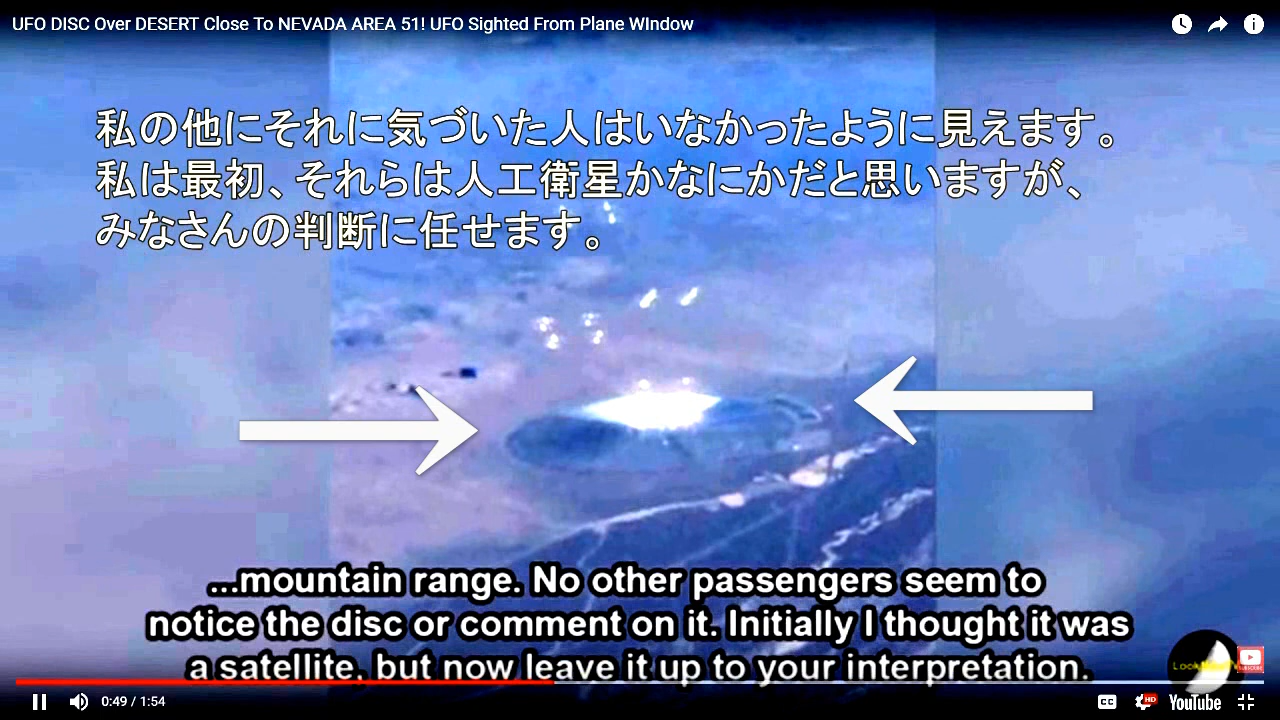 UFO DISC Over DESERT Close To NEVADA AREA 51! UFO Sighted From Plane WIndow
私の他にそれに気づいた人はいなかったように見えます。
私は最初、それらは人工衛星かなにかだと思いますが、
みなさんの判断に任せます。
...mountain range. No other passengers seem to
notice the disc or comment on it. Initially I thought it was
a satellite, but now leave it up to your interpretation.
0:49 / 1:54
CC
HD
YouTube